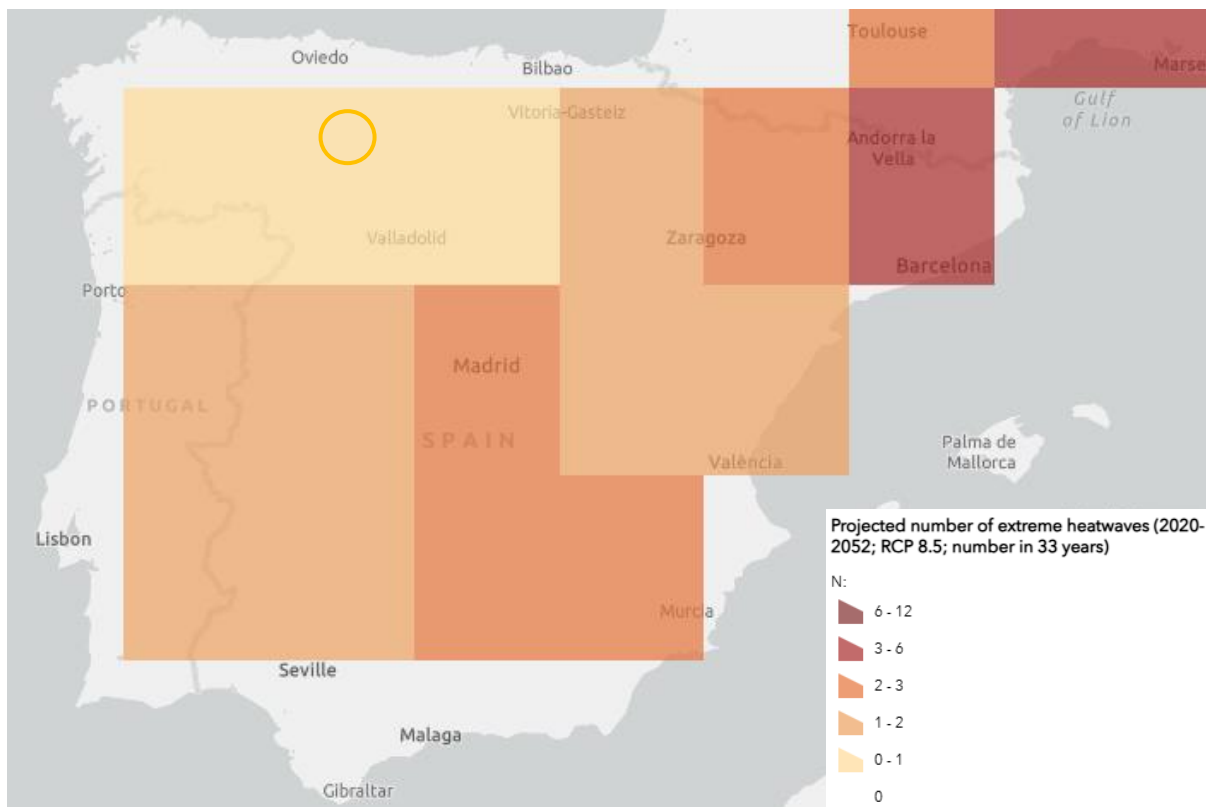 Toulouse
Oviedo
Bilbao
Marse
Gulf
of Lion
Vitoria-Gasteiz
Andorra la
Vella
Valladolid
Zaragoza
Barcelona
Porto
Madrid
PORTUGAL
SPAIN
Palma de
Mallorca
València
Lisbon
Murcia
Seville
Malaga
Gibraltar
Projected number of extreme heatwaves (2020-
2052; RCP 8.5; number in 33 years)
N:
6 - 12
3 - 6
2 - 3
1 - 2
0 - 1
0